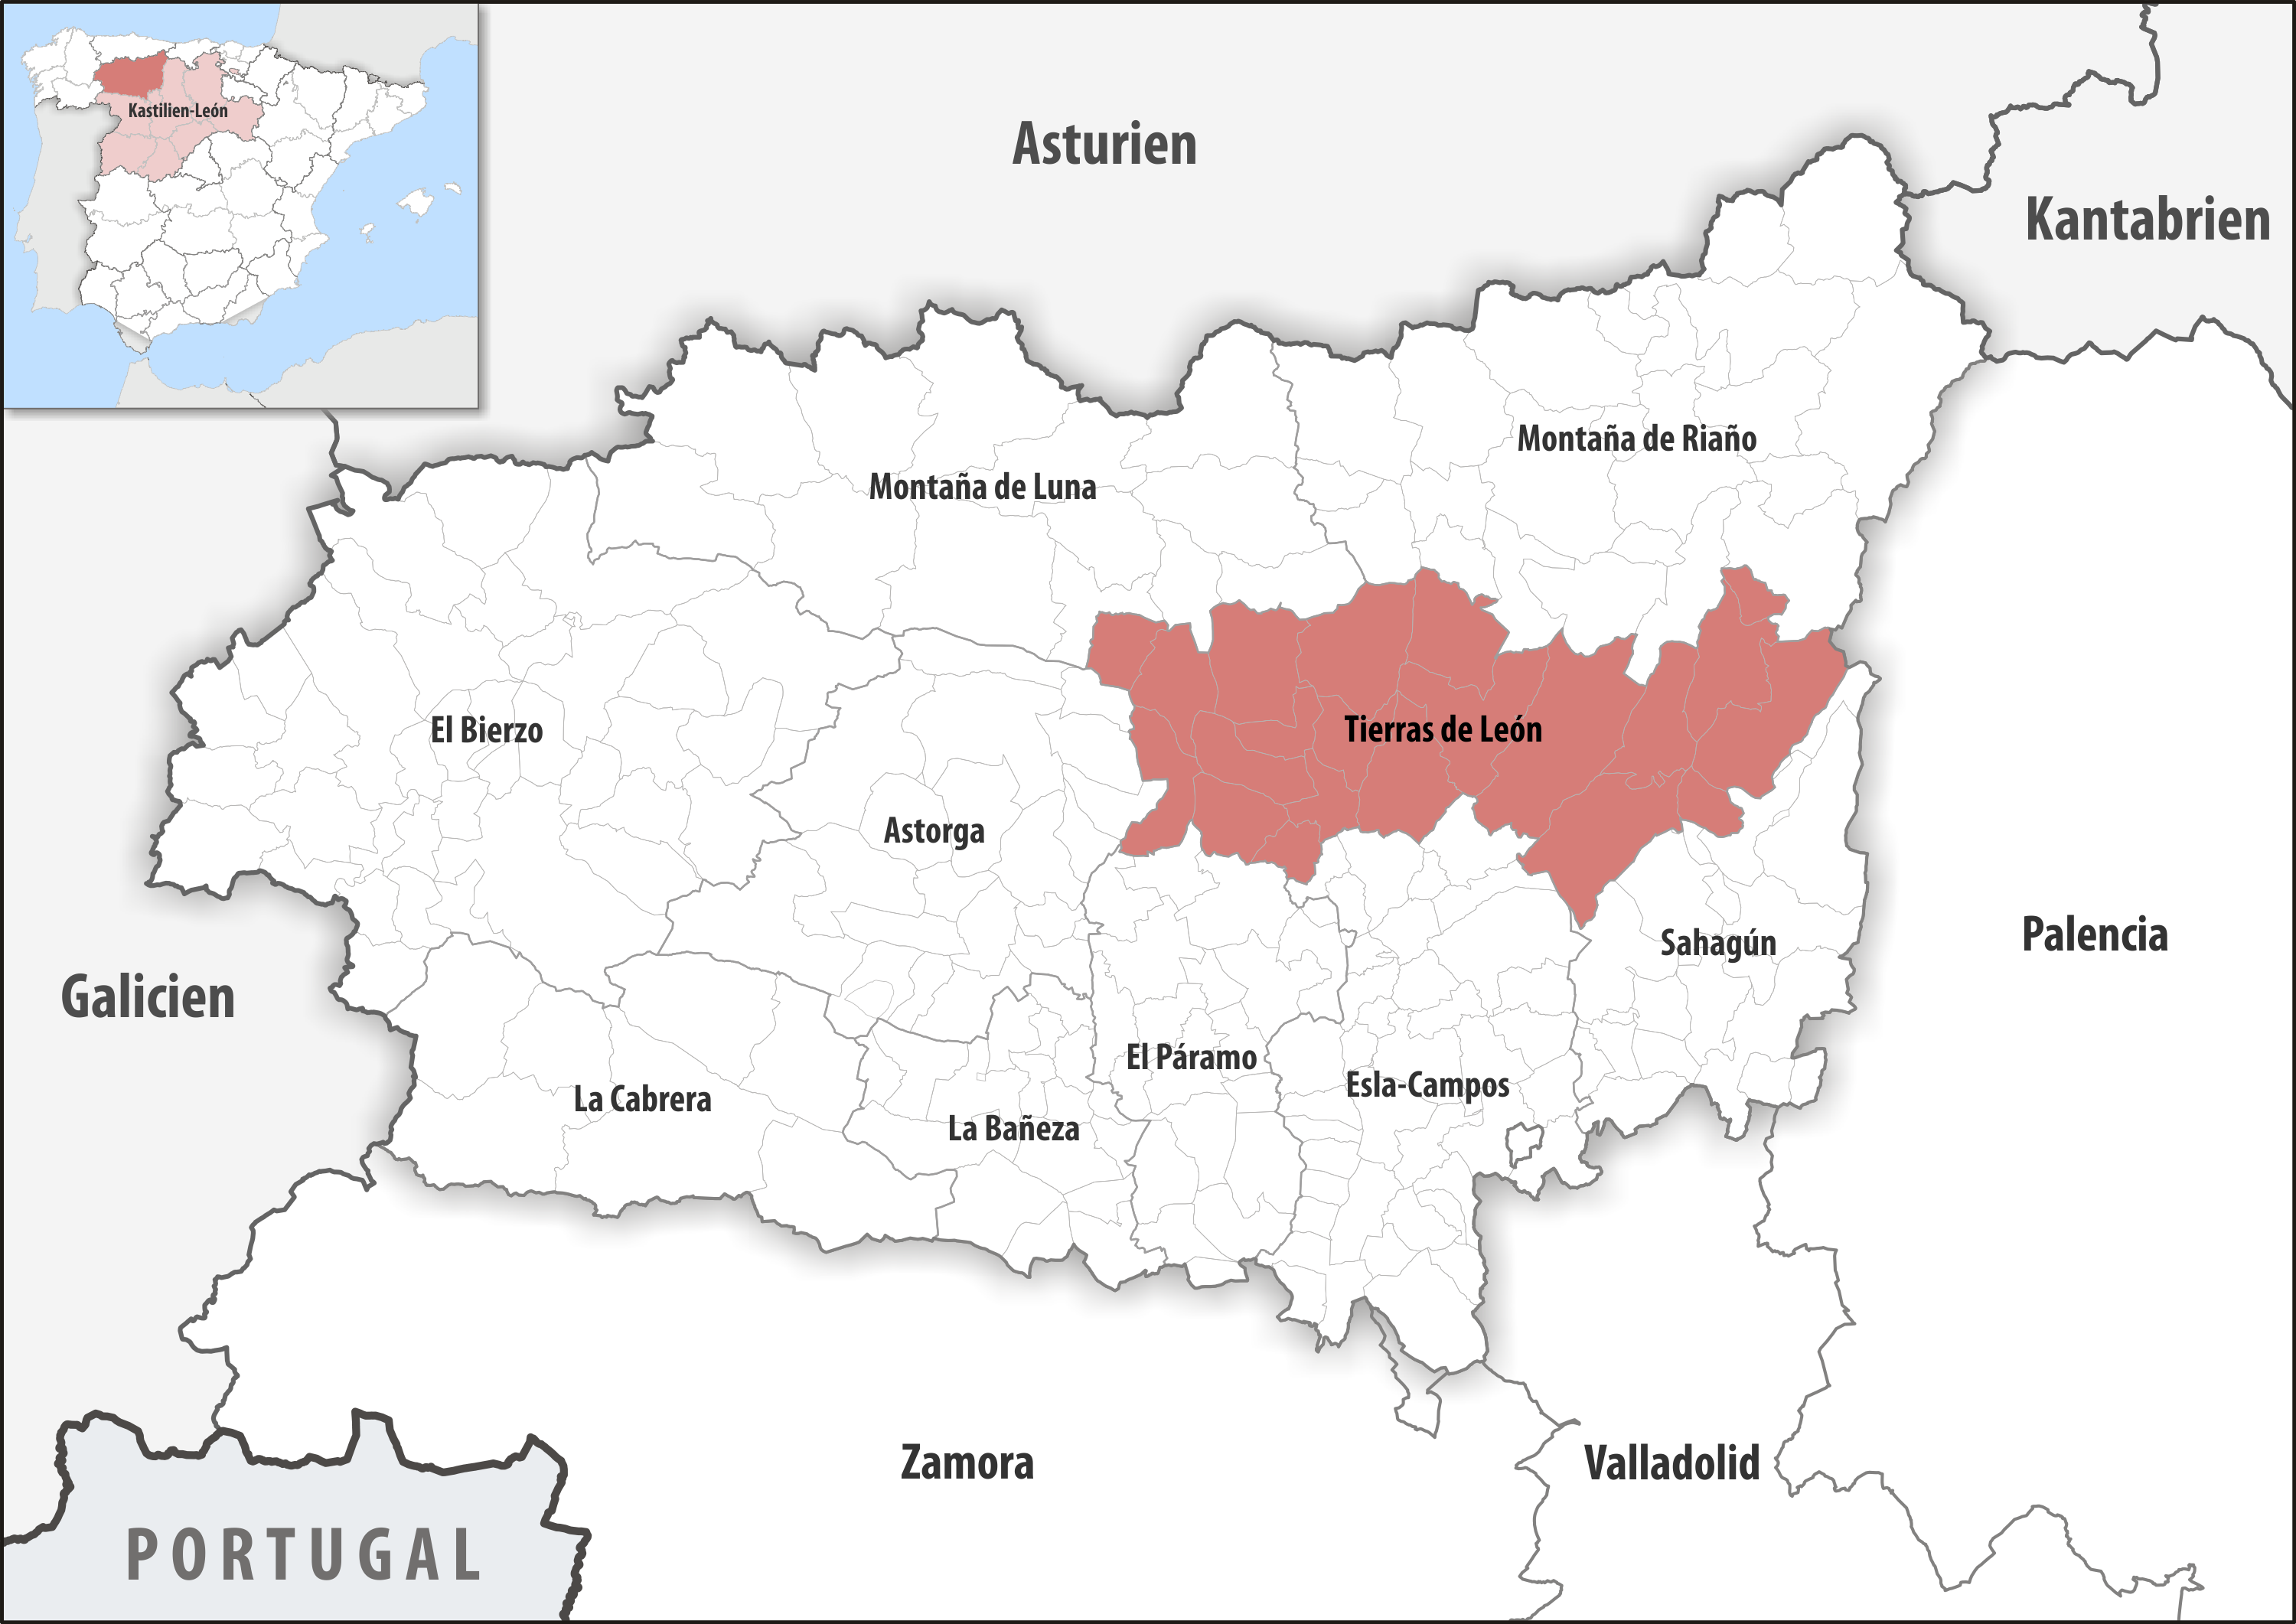 Kastilien-León
Asturien
Kantabrien
Montaña de Riaño
Montaña de Luna
El Bierzo
Tierras de León
Astorga
Sahagún
Palencia
Galicien
El Páramo
Esla-Campos
La Cabrera
La Bañeza
Zamora
Valladolid
PORTUGAL